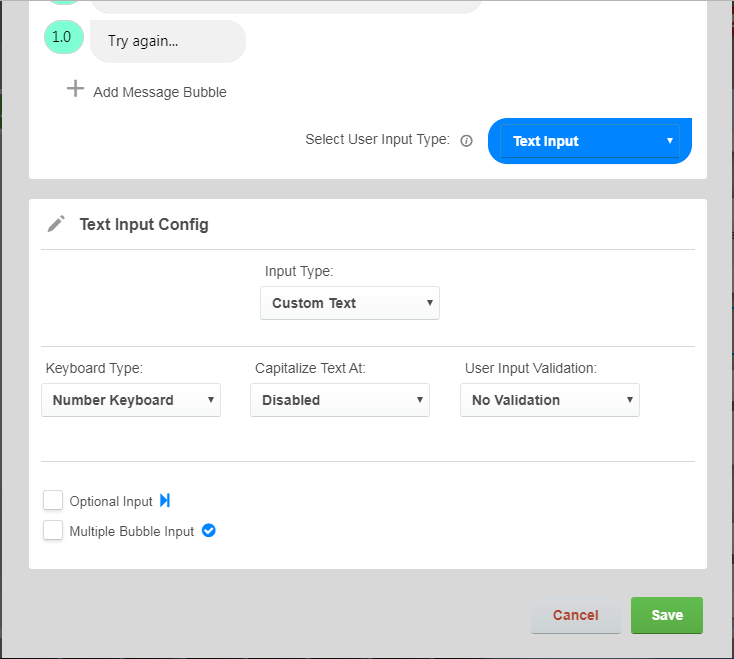 1.0 Try again...
Add Message Bubble
Select User Input Type: Text Input
Text Input Config
Input Type:
Custom Text
Keyboard Type: Capitalize Text At: User Input Validation:
Number Keyboard Disabled No Validation
Optional Input
Multiple Bubble Input
Cancel Save